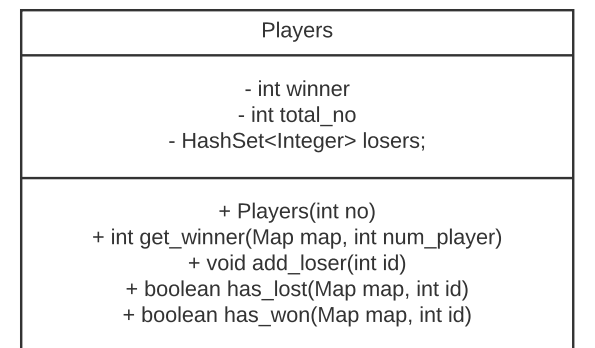 Players
- int winner
- int total_no
- HashSet<Integer> losers;
+ Players(int no)
+ int get_winner(Map map, int num_player)
+ void add_loser(int id)
+ boolean has_lost(Map map, int id)
+ boolean has_won(Map map, int id)